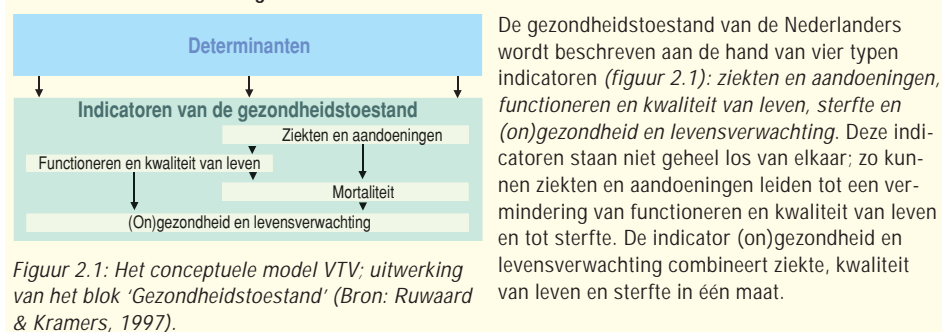 Determinanten
Indicatoren van de gezondheidstoestand
Ziekten en aandoeningen
Functioneren en kwaliteit van leven
Mortaliteit
(On)gezondheid en levensverwachting
Figuur 2.1: Het conceptuele model VTV; uitwerking
van het blok 'Gezondheidstoestand' (Bron: Ruwaard
& Kramers, 1997).
De gezondheidstoestand van de Nederlanders
wordt beschreven aan de hand van vier typen
indicatoren (figuur 2.1): ziekten en aandoeningen,
functioneren en kwaliteit van leven, sterfte en
(on)gezondheid en levensverwachting. Deze indi-
catoren staan niet geheel los van elkaar; zo kun-
nen ziekten en aandoeningen leiden tot een ver-
mindering van functioneren en kwaliteit van leven
en tot sterfte. De indicator (on)gezondheid en
levensverwachting combineert ziekte, kwaliteit
van leven en sterfte in één maat.